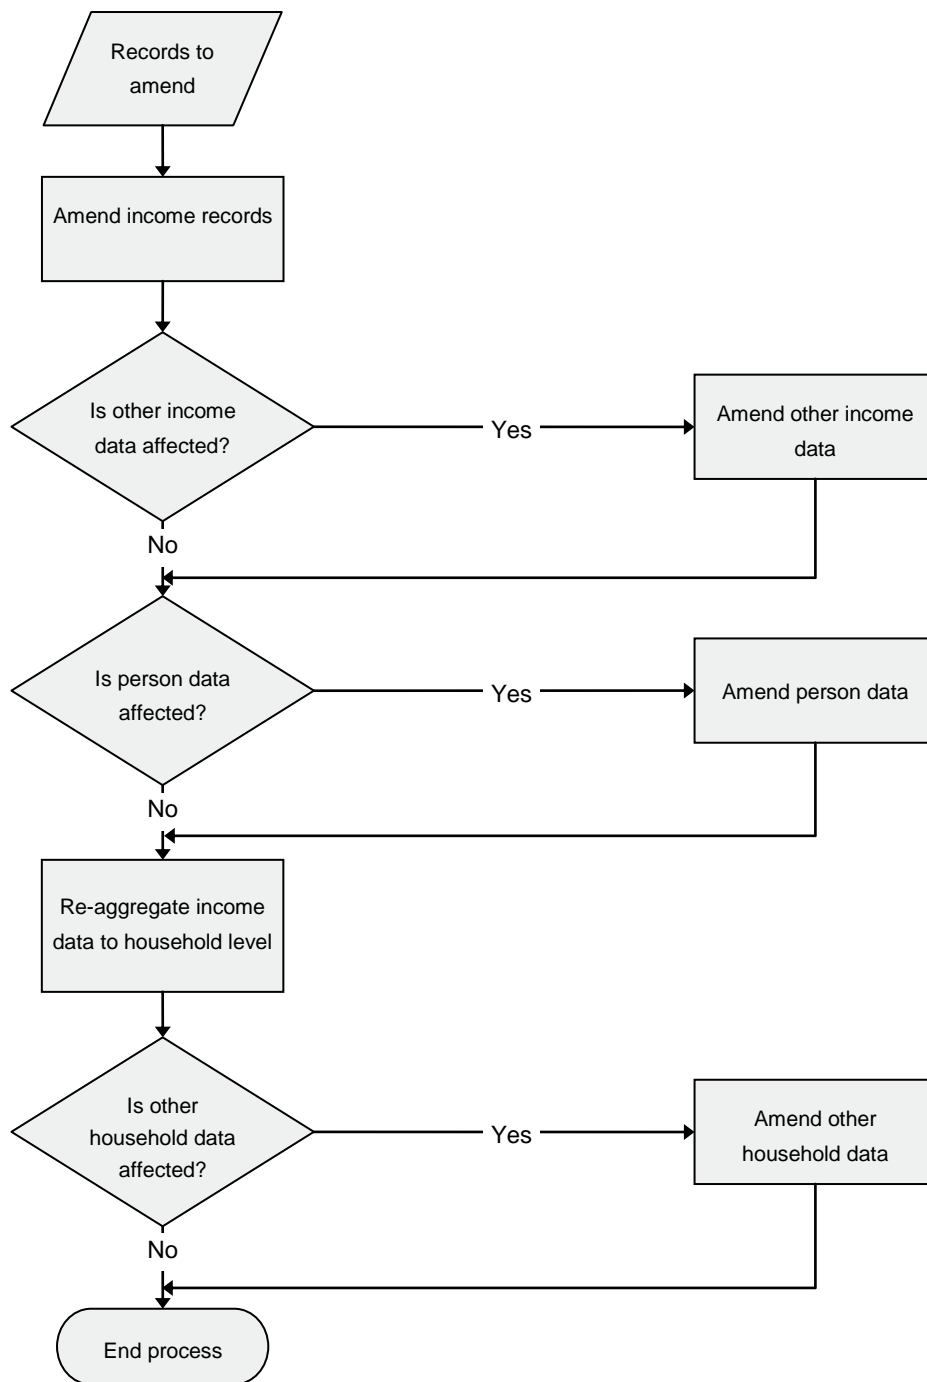 Records to
amend
Amend income records
Is other income
data affected?
Yes
Amend other income
data
No
Is person data
affected?
Yes
Amend person data
No
Re-aggregate income
data to household level
Is other
household data
affected?
Yes
Amend other
household data
No
End process